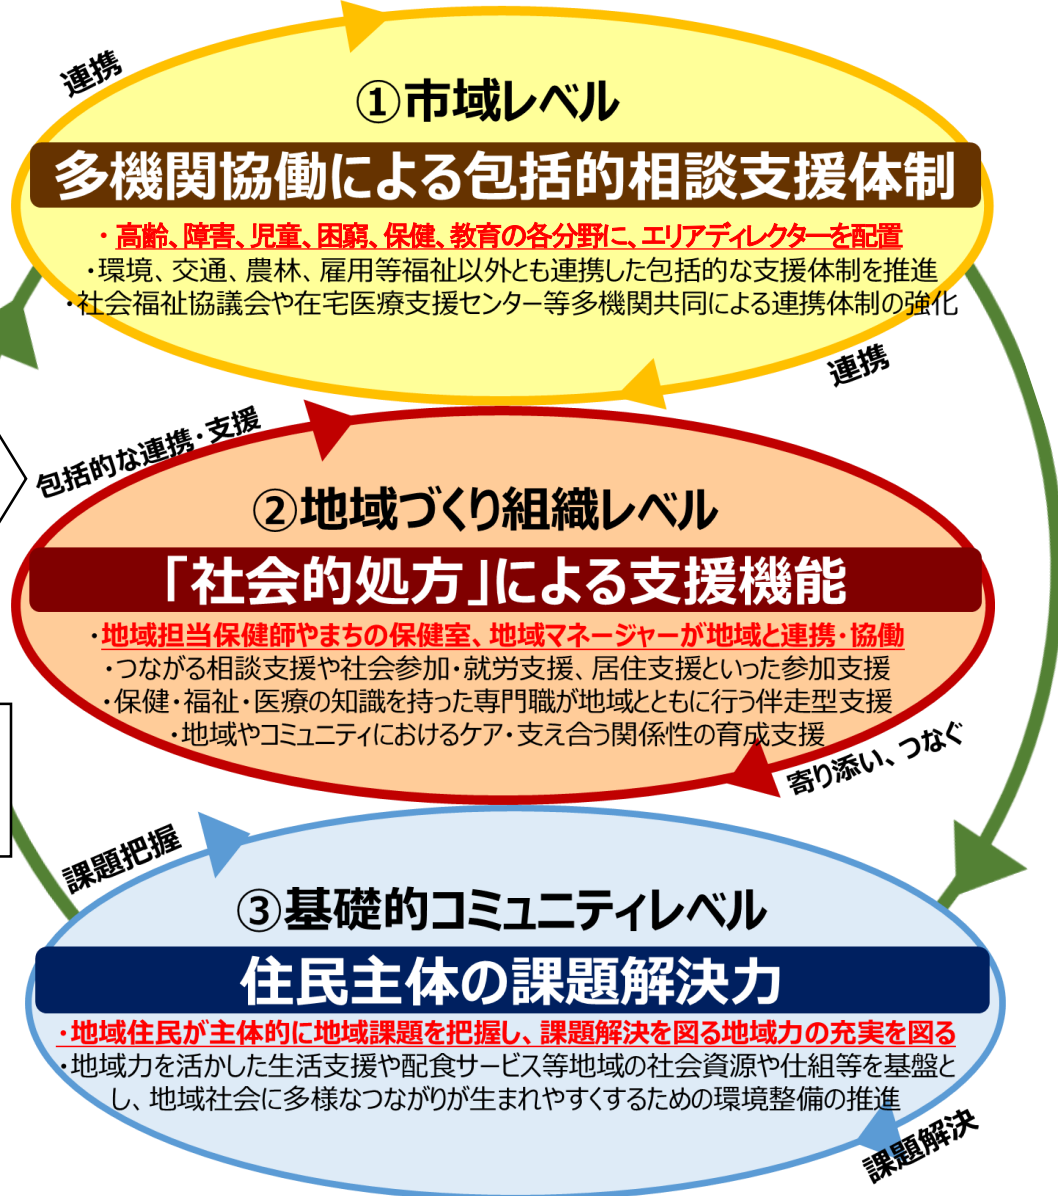 連携
①市域レベル
多機関協働による包括的相談支援体制
・高齢、障害、児童、困窮、保健、教育の各分野に、エリアディレクターを配置
・環境、交通、農林、雇用等福祉以外とも連携した包括的な支援体制を推進
・社会福祉協議会や在宅医療支援センター等多機関共同による連携体制の強化
連携
包括的な連携・支援
②地域づくり組織レベル
「社会的処方」による支援機能
・地域担当保健師やまちの保健室、地域マネージャーが地域と連携・協働
・つながる相談支援や社会参加・就労支援、居住支援といった参加支援
・保健・福祉・医療の知識を持った専門職が地域とともに行う伴走型支援
・地域やコミュニティにおけるケア・支え合う関係性の育成支援
寄り添い、つなぐ
課題把握
③基礎的コミュニティレベル
住民主体の課題解決力
・地域住民が主体的に地域課題を把握し、課題解決を図る地域力の充実を図る
・地域力を活かした生活支援や配食サービス等地域の社会資源や仕組等を基盤と
し、地域社会に多様なつながりが生まれやすくするための環境整備の推進
課題解決